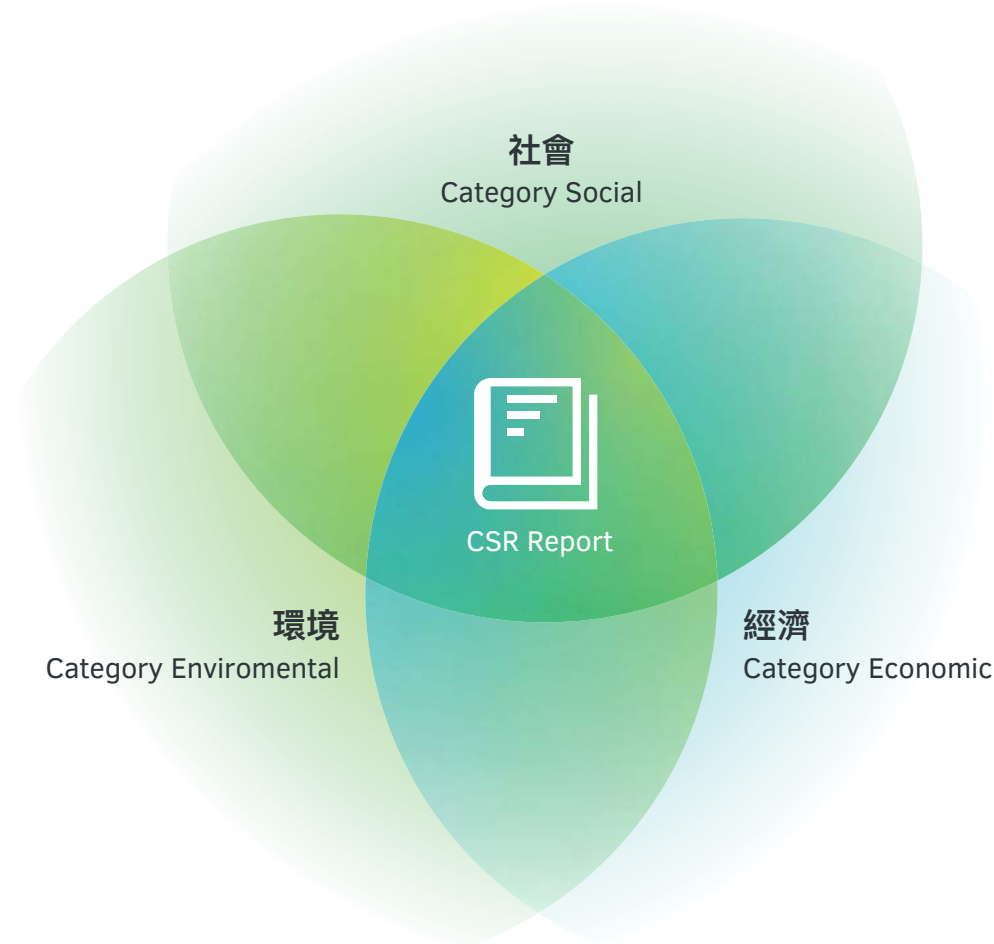 社會
Category Social
CSR Report
環境
Category Enviromental
經濟
Category Economic